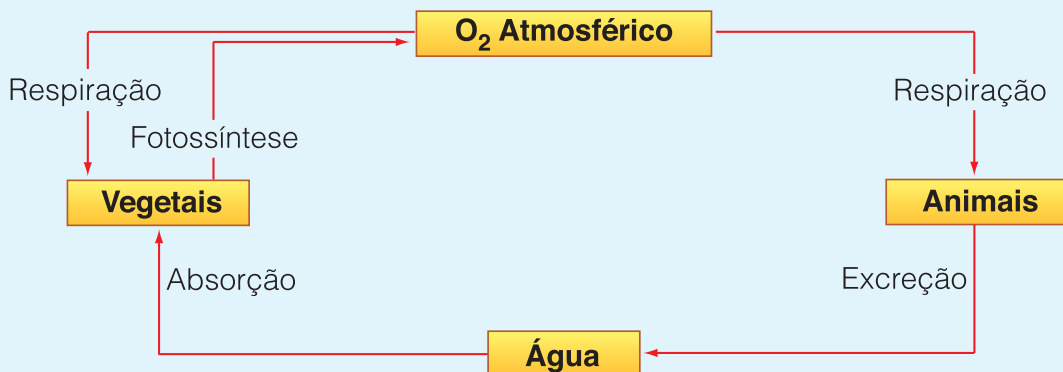 O₂ Atmosférico
Respiração
Respiração
Fotossíntese
Vegetais
Animais
Absorção
Excreção
Água